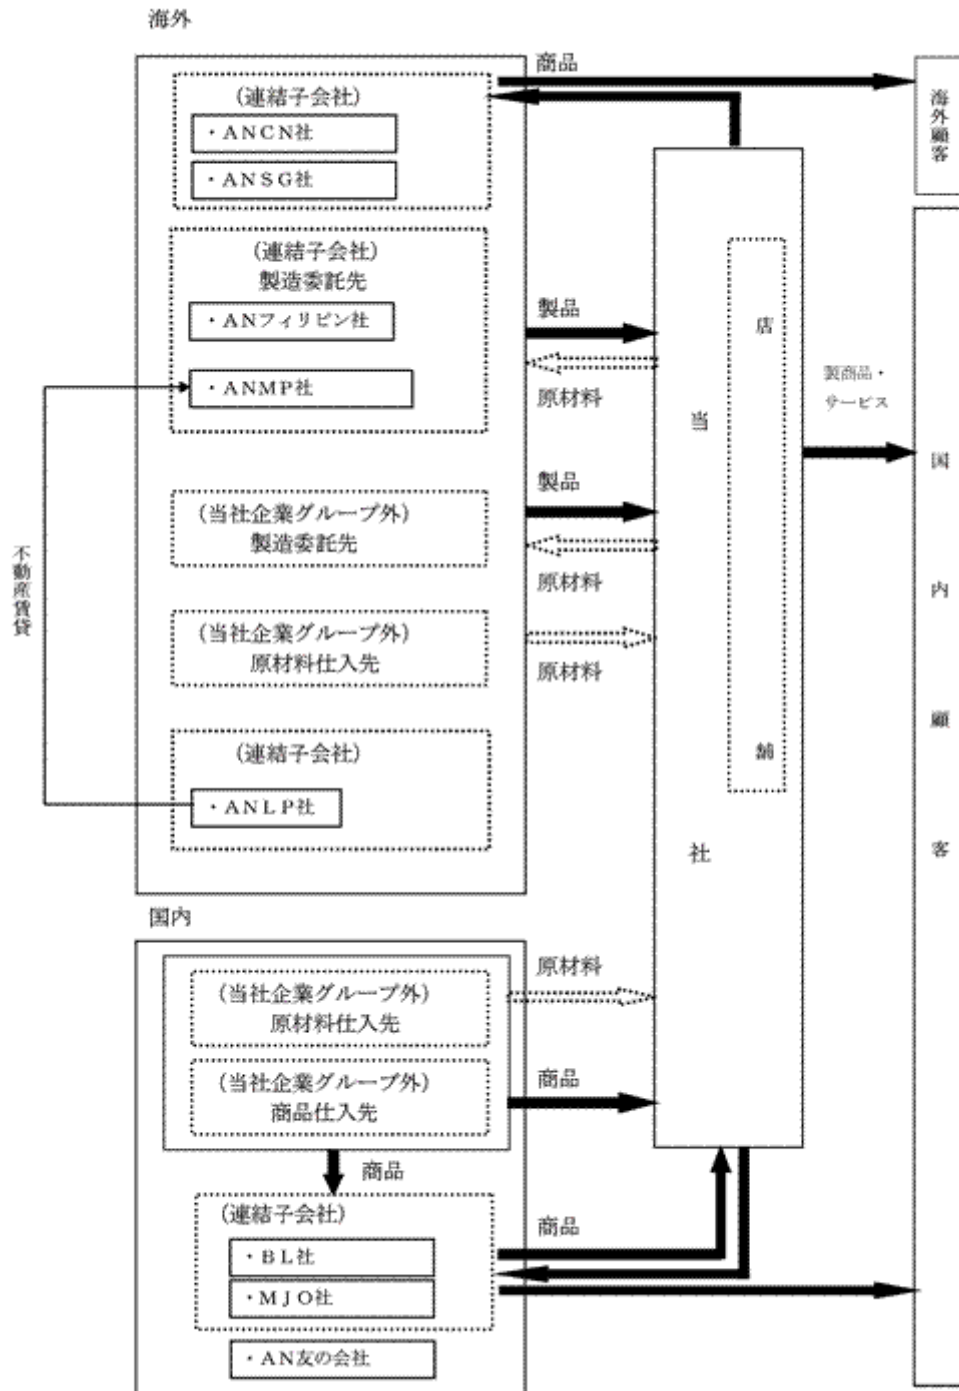 海外
商品
(連結子会社)
・ANCN社
・ANSG社
海外顧客
(連結子会社)
製造委託先
・ANフィリピン社
・ANMP社
製品
原材料
店舗
当社
製商品・
サービス
国内顧客
(当社企業グループ外)
製造委託先
製品
原材料
不動産賃貸
(当社企業グループ外)
原材料仕入先
原材料
(連結子会社)
・ANLP社
国内
(当社企業グループ外)
原材料仕入先
原材料
(当社企業グループ外)
商品仕入先
商品
商品
(連結子会社)
・BL社
・MJO社
商品
・AN友の会社